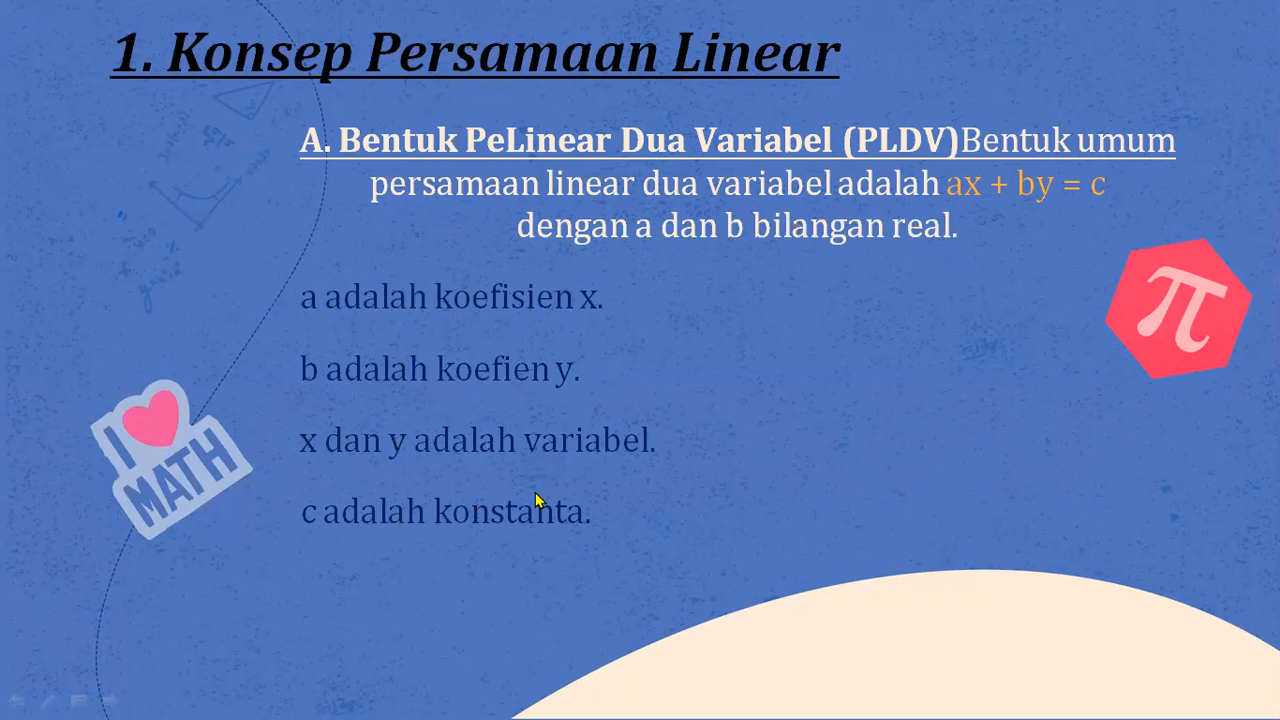 1. Konsep Persamaan Linear
A. Bentuk PeLinear Dua Variabel (PLDV)Bentuk umum
persamaan linear dua variabel adalah ax + by = c
dengan a dan b bilangan real.
a adalah koefisien x.
b adalah koefien y.
x dan y adalah variabel.
c adalah konstanta.
π
I
MATH